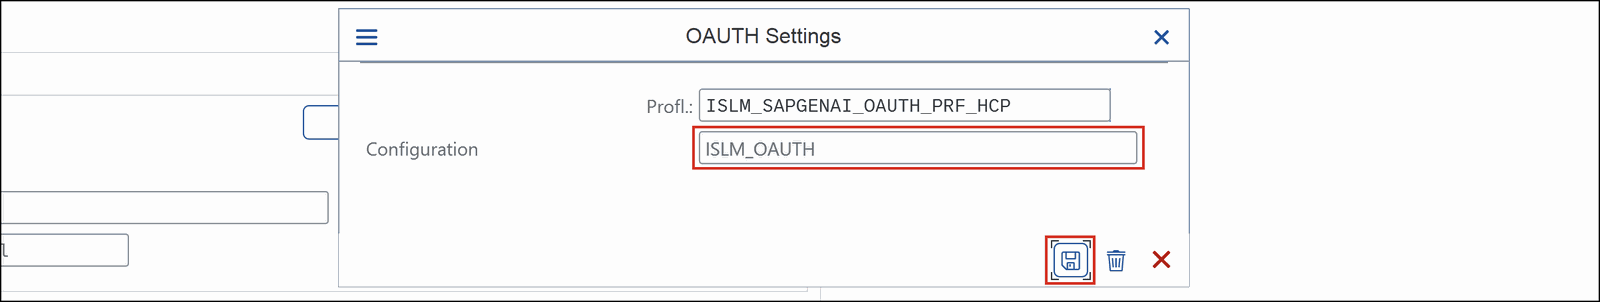 OAUTH Settings
Profl.: ISLM_SAPGENAI_OAUTH_PRF_HCP
Configuration ISLM_OAUTH